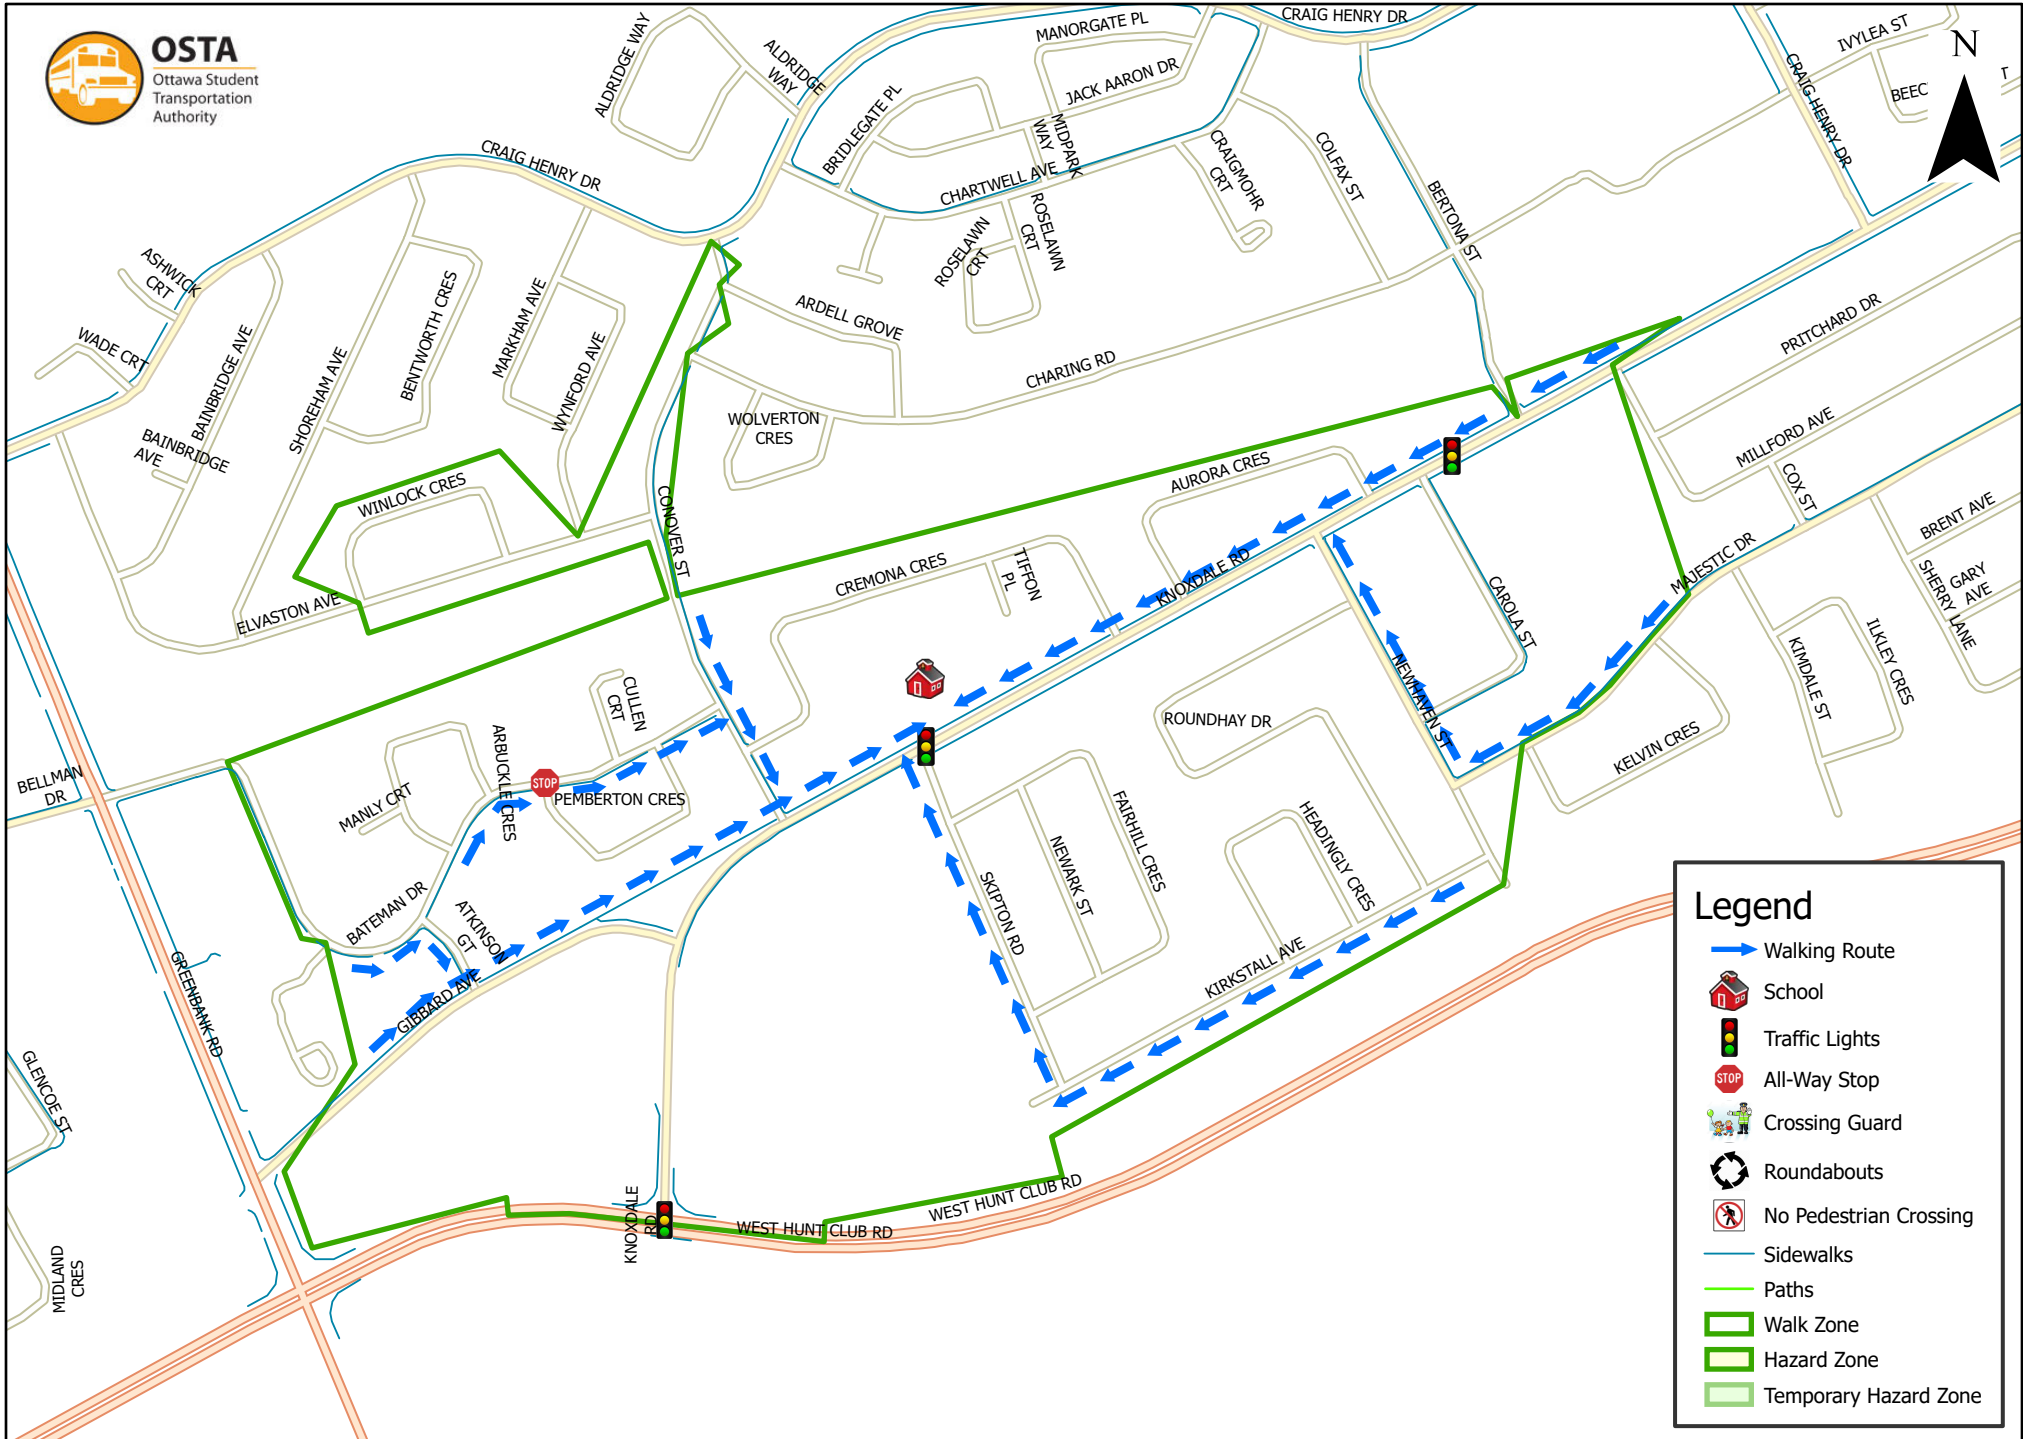 OSTA
Ottawa Student
Transportation
Authority
ALDRIDGE WAY
ALDRIDGE
WAY
MANORGATE PL
CRAIG HENRY DR
IVYLEA ST
N
BEEC
T
CRAIG HENRY DR
JACK AARON DR
BRIDLEGATE PL
MIDPARK
WAY
CRAIG HENRY DR
CHARTWELL AVE
CRAIGMOHR
CRT
COLFAX ST
BERTONA ST
ROSELAWN
CRT
ROSELAWN
CRT
ASHWICK
CRT
WADE CRT
BAINBRIDGE AVE
BAINBRIDGE
AVE
SHOREHAM AVE
BENTWORTH CRES
MARKHAM AVE
WYNFORD AVE
ARDELL GROVE
CHARING RD
PRITCHARD DR
WOLVERTON
CRES
MILLFORD AVE
COX ST
WINLOCK CRES
CONOVER ST
AURORA CRES
BRENT AVE
GARY
AVE
SHERRY LANE
MAJESTIC DR
CREMONA CRES
TIFFON
PL
KNOXDALE RD
CAROLA ST
ELVASTON AVE
KIMDALE ST
ILKLEY CRES
NEWHAVEN ST
ROUNDHAY DR
KELVIN CRES
CULLEN
CRT
ARBUCKLE CRES
STOP
PEMBERTON CRES
BELLMAN
DR
MANLY CRT
FAIRHILL CRES
HEADINGLY CRES
NEWARK ST
SKIPTON RD
BATEMAN DR
ATKINSON
GT
GIBBARD AVE
KIRKSTALL AVE
GREENBANK RD
GLENCOE ST
MIDLAND
CRES
KNOXDALE
RD
WEST HUNT CLUB RD
WEST HUNT CLUB RD
Legend
Walking Route
School
Traffic Lights
STOP
All-Way Stop
Crossing Guard
Roundabouts
No Pedestrian Crossing
Sidewalks
Paths
Walk Zone
Hazard Zone
Temporary Hazard Zone